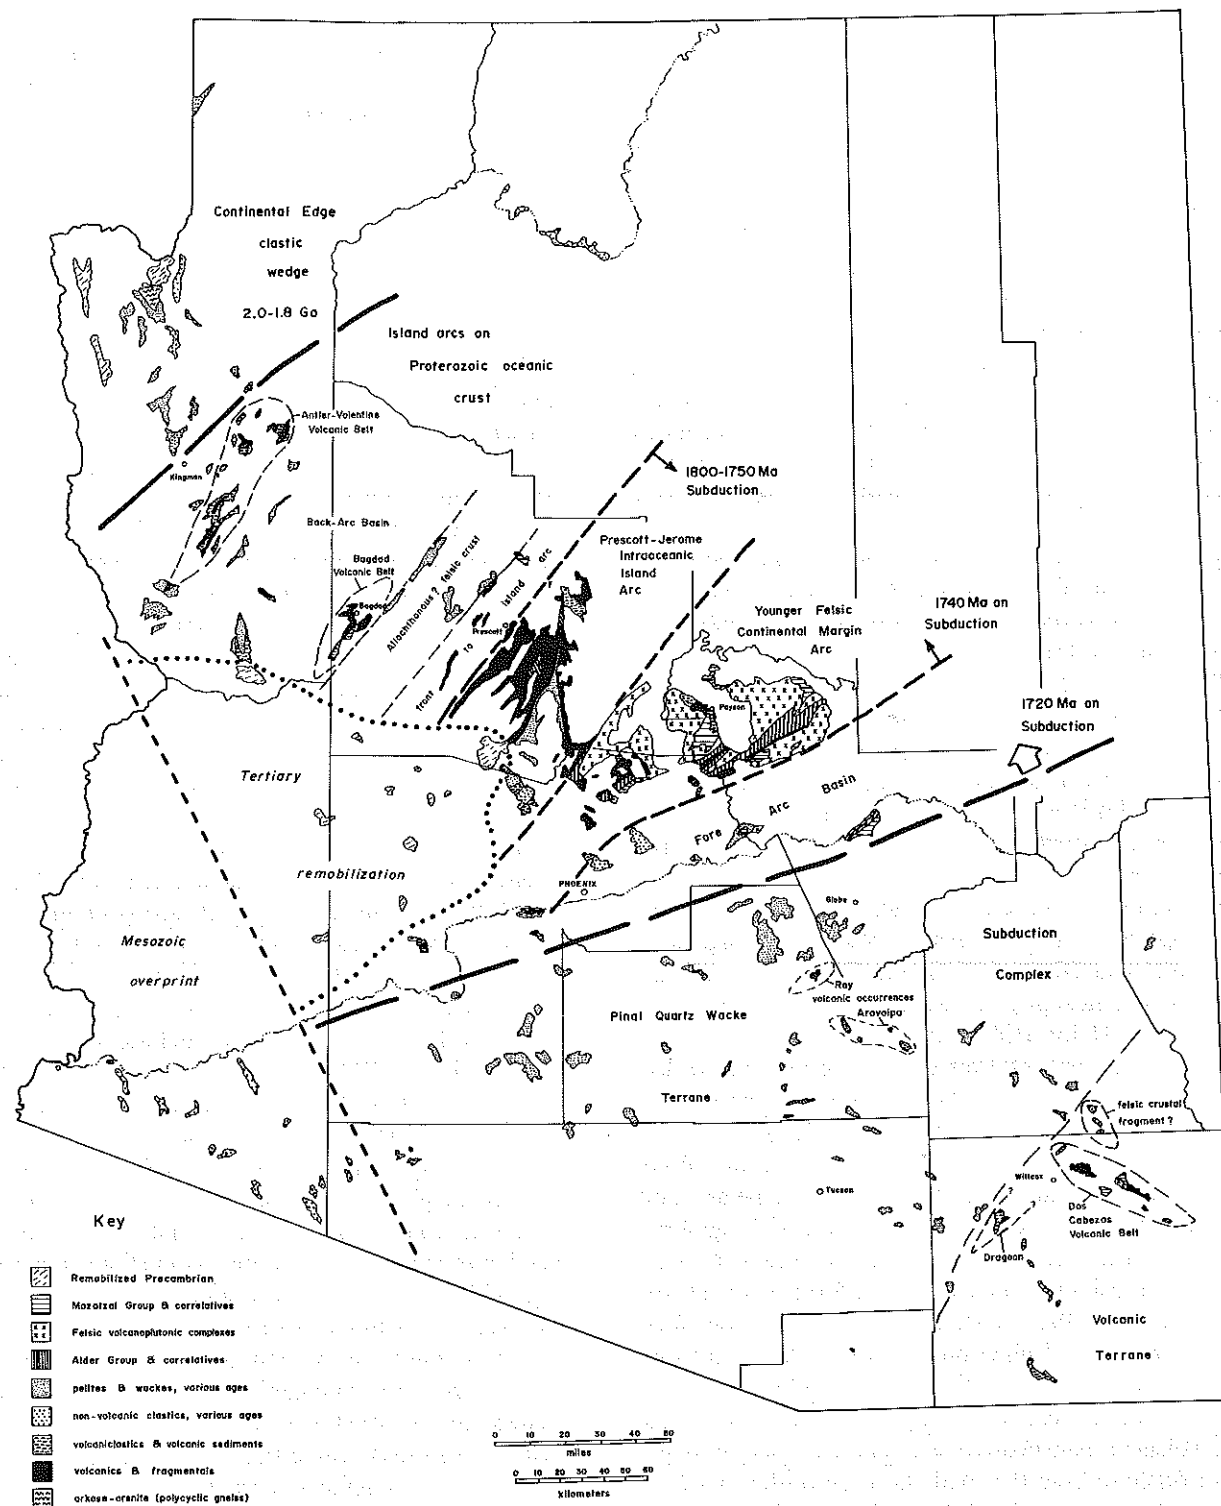 Continental Edge
clastic
wedge
2.0-1.8 Ga
Island arcs on
Proterozoic oceanic
crust
Antler-Valentine
Volcanic Belt
Kingman
1800-1750 Ma
Subduction
Back-Arc Basin
Bagdad
Volcanic Belt
Bagdad
Allochthonous? felsic crust
front to Island arc
Prescott
Prescott-Jerome
Intraoceanic
Island
Arc
Younger Felsic
Continental Margin
Arc
1740 Ma on
Subduction
Payson
1720 Ma on
Subduction
Tertiary
remobilization
Fore Arc Basin
PHOENIX
Globe
Mesozoic
overprint
Subduction
Complex
Ray
volcanic occurrences
Aravaipa
Pinal Quartz Wacke
Terrane
felsic crustal
fragment ?
Willcox
Tucson
?
?
Dos
Cabezas
Volcanic Belt
Dragoon
Volcanic
Terrane
Key
Remobilized Precambrian
Mazatzal Group & correlatives
Felsic volcanoplutonic complexes
Alder Group & correlatives
pelites & wackes, various ages
non-volcanic clastics, various ages
volcaniclastics & volcanic sediments
volcanics & fragmentals
arkose-arenite (polycyclic gneiss)
0 10 20 30 40 50 60
miles
0 10 20 30 40 50 60
kilometers